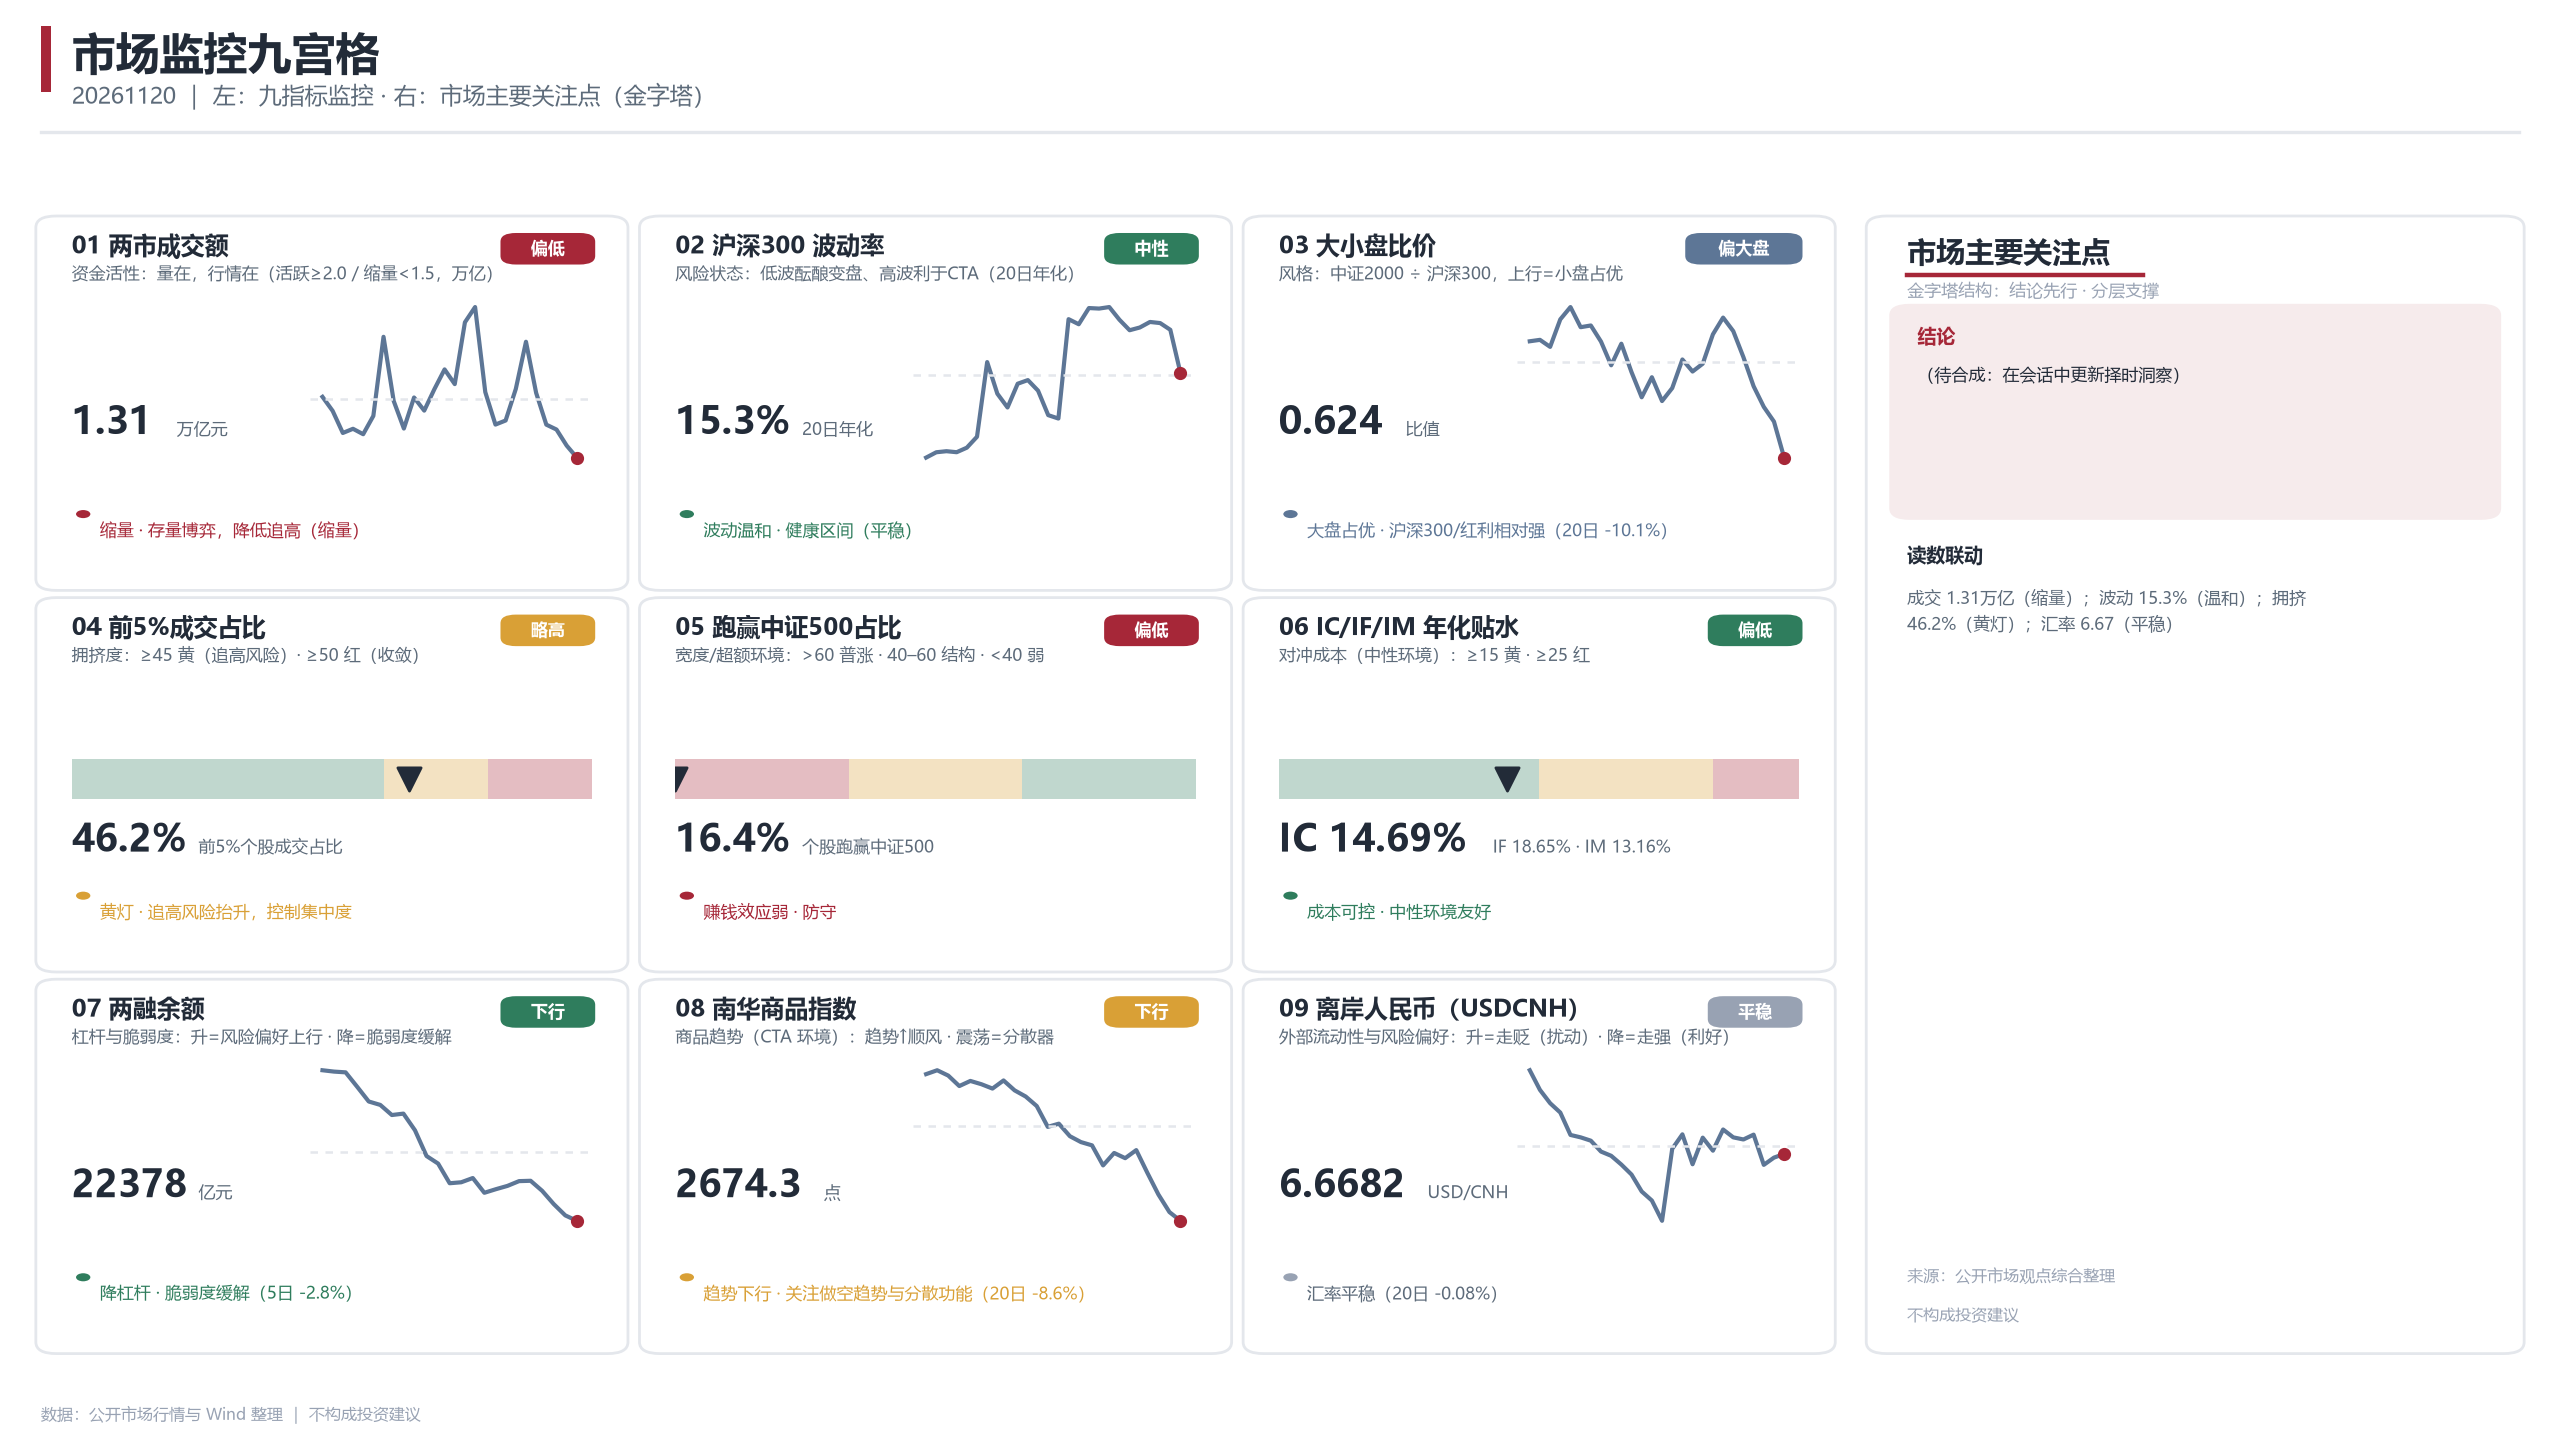 市场监控九宫格
20261120 ｜ 左：九指标监控 · 右：市场主要关注点（金字塔）
01 两市成交额
偏低
资金活性：量在，行情在（活跃≥2.0 / 缩量<1.5，万亿）
1.31 万亿元
缩量 · 存量博弈，降低追高（缩量）
02 沪深300 波动率
中性
风险状态：低波酝酿变盘、高波利于CTA（20日年化）
15.3% 20日年化
波动温和 · 健康区间（平稳）
03 大小盘比价
偏大盘
风格：中证2000 ÷ 沪深300，上行=小盘占优
0.624 比值
大盘占优 · 沪深300/红利相对强（20日 -10.1%）
04 前5%成交占比
略高
拥挤度：≥45 黄（追高风险）· ≥50 红（收敛）
46.2% 前5%个股成交占比
黄灯 · 追高风险抬升，控制集中度
05 跑赢中证500占比
偏低
宽度/超额环境：>60 普涨 · 40–60 结构 · <40 弱
16.4% 个股跑赢中证500
赚钱效应弱 · 防守
06 IC/IF/IM 年化贴水
偏低
对冲成本（中性环境）：≥15 黄 · ≥25 红
IC 14.69% IF 18.65% · IM 13.16%
成本可控 · 中性环境友好
07 两融余额
下行
杠杆与脆弱度：升=风险偏好上行 · 降=脆弱度缓解
22378 亿元
降杠杆 · 脆弱度缓解（5日 -2.8%）
08 南华商品指数
下行
商品趋势（CTA 环境）：趋势↑顺风 · 震荡=分散器
2674.3 点
趋势下行 · 关注做空趋势与分散功能（20日 -8.6%）
09 离岸人民币（USDCNH）
平稳
外部流动性与风险偏好：升=走贬（扰动）· 降=走强（利好）
6.6682 USD/CNH
汇率平稳（20日 -0.08%）
市场主要关注点
金字塔结构：结论先行 · 分层支撑
结论
（待合成：在会话中更新择时洞察）
读数联动
成交 1.31万亿（缩量）；波动 15.3%（温和）；拥挤
46.2%（黄灯）；汇率 6.67（平稳）
来源：公开市场观点综合整理
不构成投资建议
数据：公开市场行情与 Wind 整理 ｜ 不构成投资建议